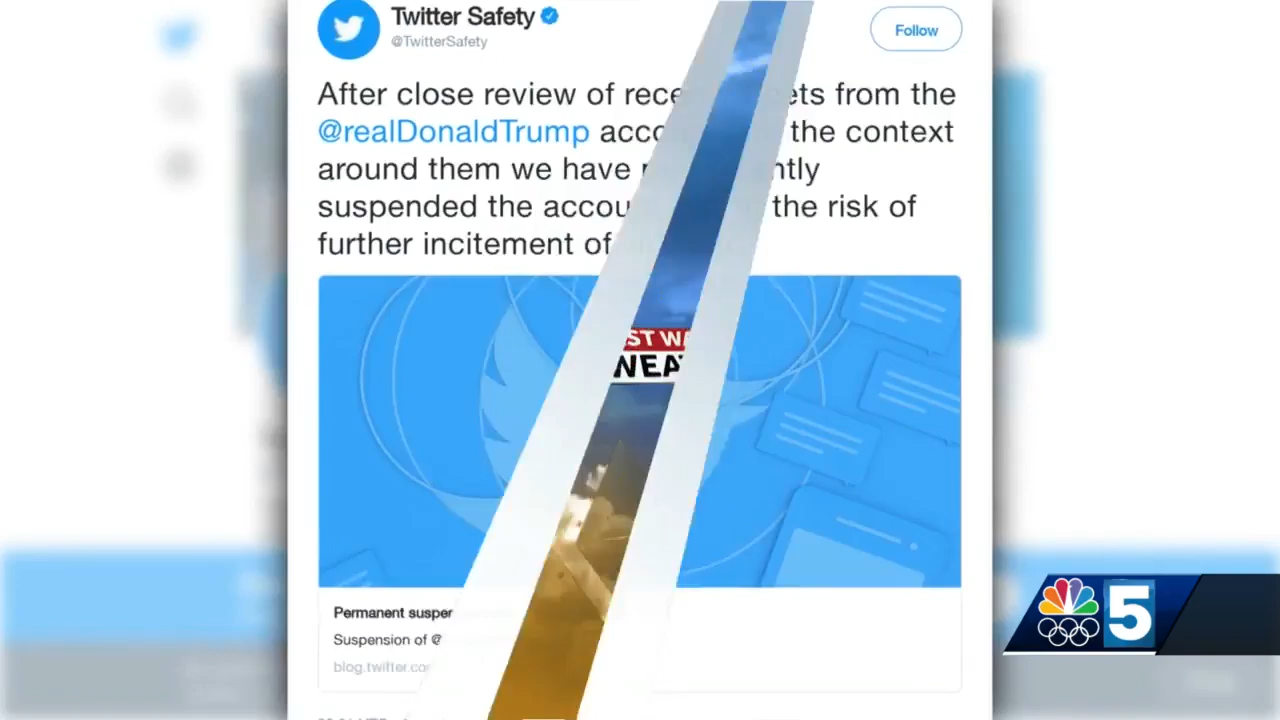 Twitter Safety
@TwitterSafety
Follow
After close review of rece ets from the
@realDonaldTrump acco the context
around them we have ntly
suspended the accou the risk of
further incitement of
ST W
NEA
Permanent susper
Suspension of @
blog.twitter.co
5